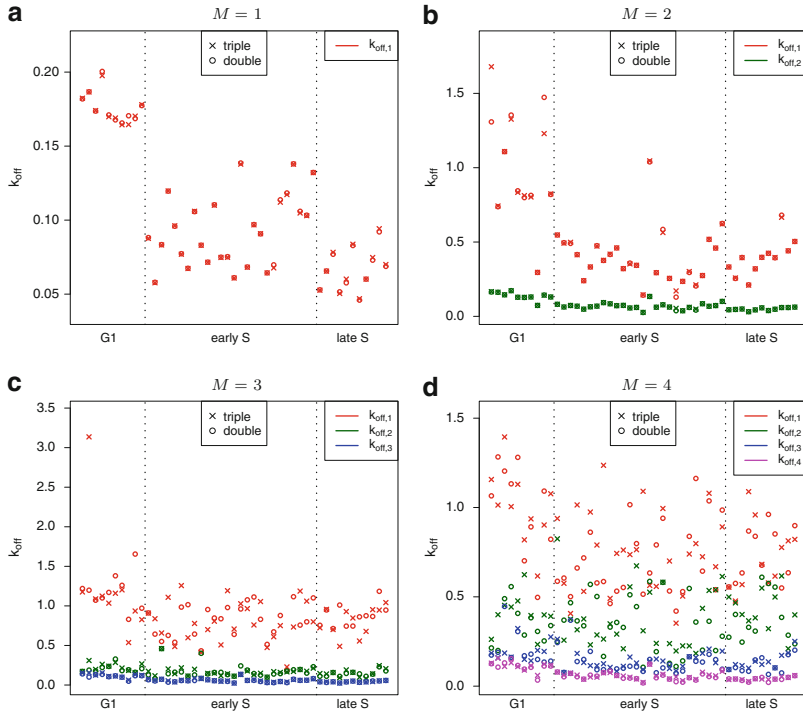 a
M = 1
× triple
○ double
k_off,1
0.20
0.15
0.10
0.05
k_off
G1
early S
late S
b
M = 2
× triple
○ double
k_off,1
k_off,2
1.5
1.0
0.5
0.0
k_off
G1
early S
late S
c
M = 3
× triple
○ double
k_off,1
k_off,2
k_off,3
3.5
3.0
2.5
2.0
1.5
1.0
0.5
0.0
k_off
G1
early S
late S
d
M = 4
× triple
○ double
k_off,1
k_off,2
k_off,3
k_off,4
1.5
1.0
0.5
0.0
k_off
G1
early S
late S